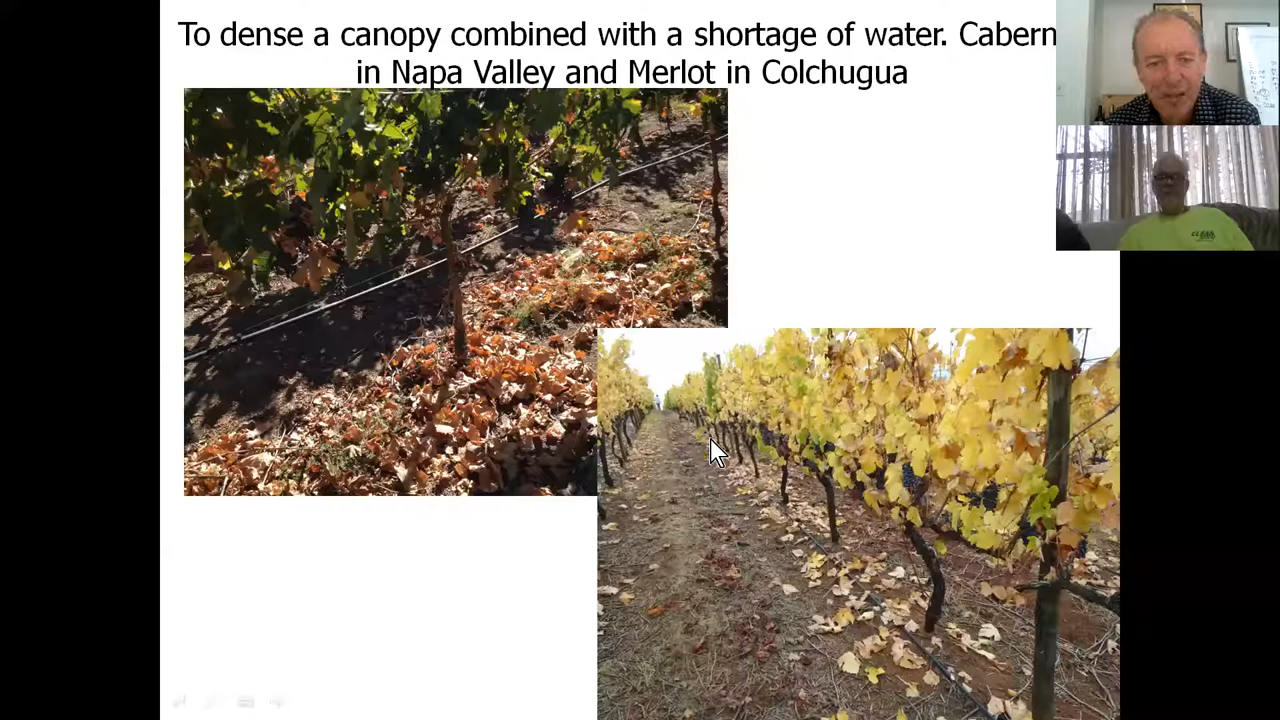 To dense a canopy combined with a shortage of water. Cabern
in Napa Valley and Merlot in Colchugua